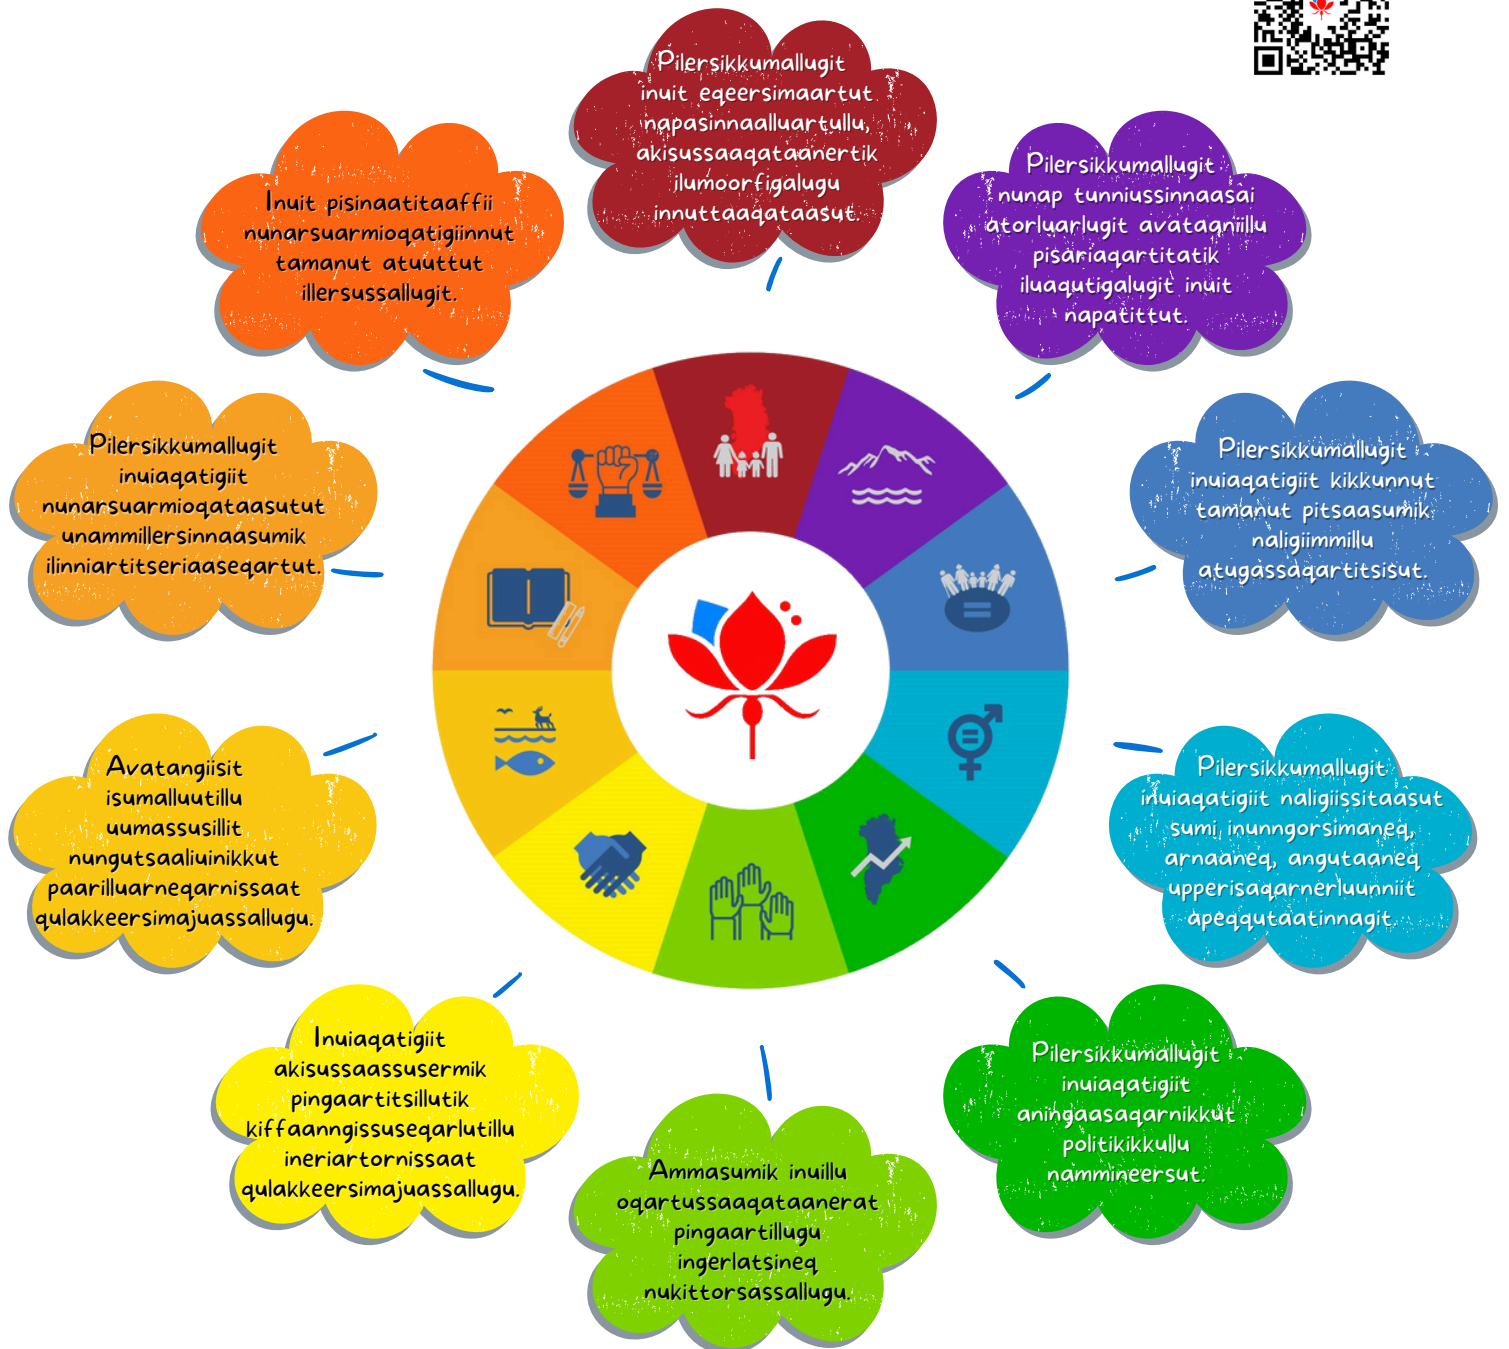 Pilersikkumallugit
inuit eqeersimaartut
napasinnaalluartullu,
akisussaaqataanertik
ilumoorfigalugu
innuttaaqataasut.
Pilersikkumallugit
nunap tunniussinnaasai
atorluarlugit avataaniillu
pisariaqartitatik
iluaqutigalugit inuit
napatittut.
Pilersikkumallugit
inuiaqatigiit kikkunnut
tamanut pitsaasumik
naligiimmillu
atugassaqartitsisut.
Pilersikkumallugit
inuiaqatigiit naligiissitaasut
sumi inunngorsimaneq,
arnaaneq, angutaaneq
upperisaqarnerluunniit
apeqqutaatinnagit.
Pilersikkumallugit
inuiaqatigiit
aningaasaqarnikkut
politikikkullu
nammineersut.
Ammasumik inuillu
oqartussaaqataanerat
pingaartillugu
ingerlatsineq
nukittorsassallugu.
Inuiaqatigiit
akisussaassusermik
pingaartitsillutik
kiffaanngissuseqarlutillu
ineriartornissaat
qulakkeersimajuassallugu.
Avatangiisit
isumalluutillu
uumassusillit
nungutsaaliuinikkut
paarilluarneqarnissaat
qulakkeersimajuassallugu.
Pilersikkumallugit
inuiaqatigiit
nunarsuarmioqataasutut
unammillersinnaasumik
ilinniartitseriaaseqartut.
Inuit pisinaatitaaffii
nunarsuarmioqatigiinnut
tamanut atuuttut
illersussallugit.